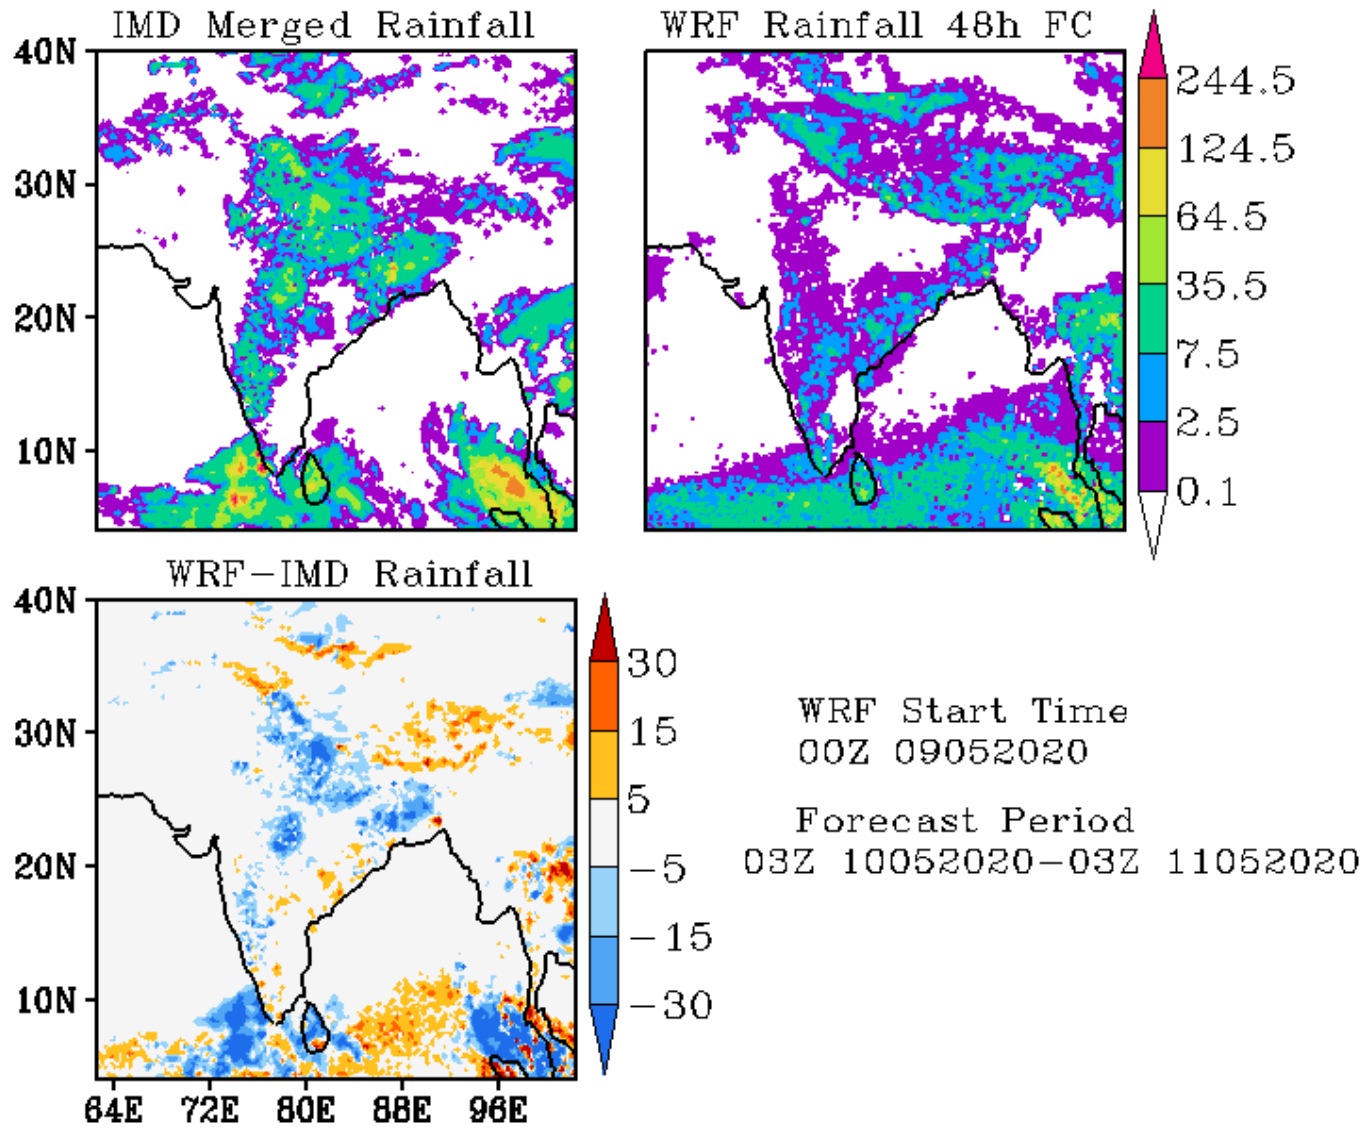 IMD Merged Rainfall
WRF Rainfall 48h FC
40N
30N
20N
10N
244.5
124.5
64.5
35.5
7.5
2.5
0.1
WRF-IMD Rainfall
40N
30N
20N
10N
64E 72E 80E 88E 96E
30
15
5
-5
-15
-30
WRF Start Time
00Z 09052020
Forecast Period
03Z 10052020-03Z 11052020